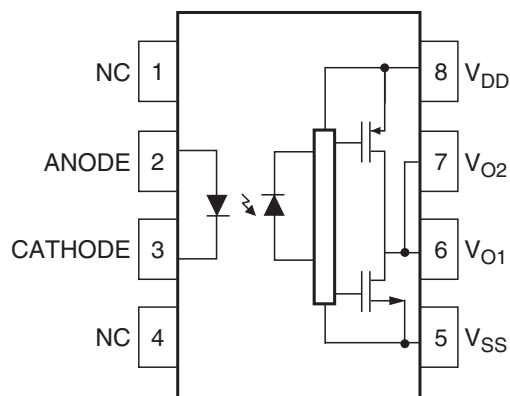 NC 1
ANODE 2
CATHODE 3
NC 4
8 VDD
7 VO2
6 VO1
5 VSS